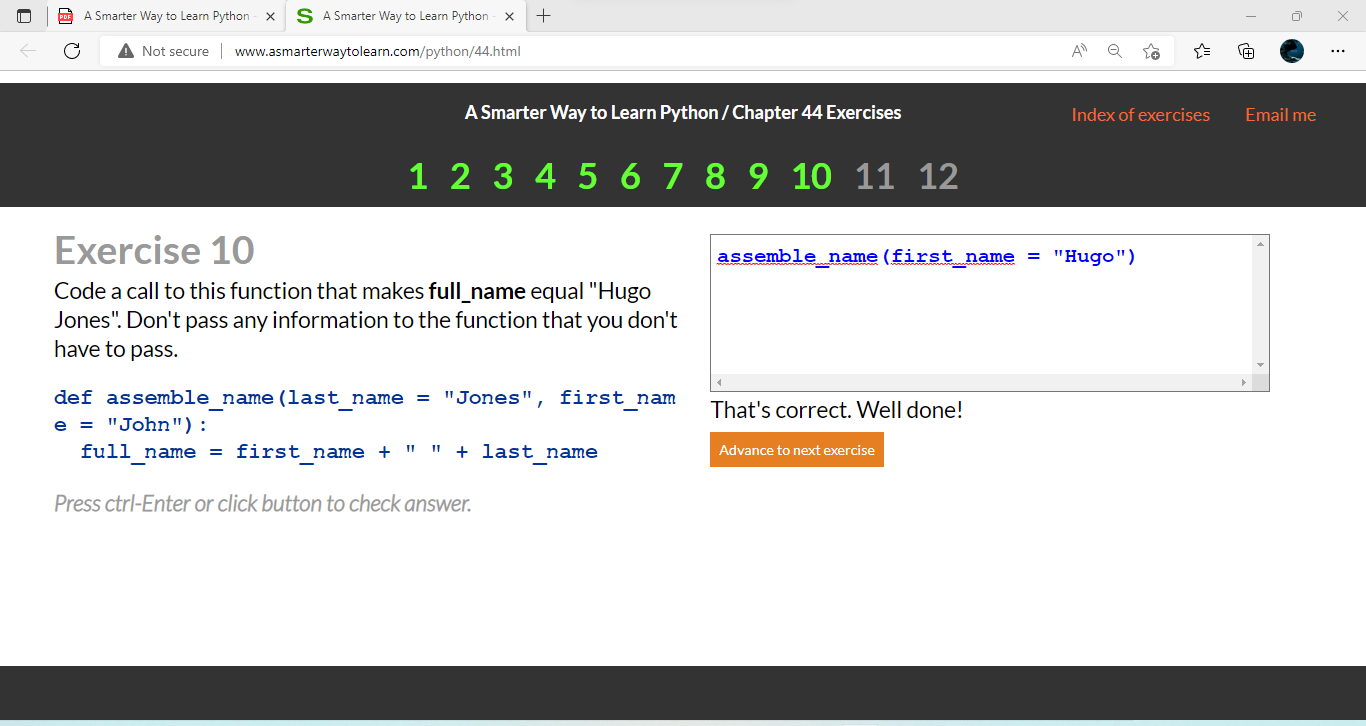 A Smarter Way to Learn Python -
A Smarter Way to Learn Python -
Not secure
www.asmarterwaytolearn.com/python/44.html
A Smarter Way to Learn Python / Chapter 44 Exercises
Index of exercises
Email me
1 2 3 4 5 6 7 8 9 10 11 12
Exercise 10
Code a call to this function that makes full_name equal "Hugo
Jones". Don't pass any information to the function that you don't
have to pass.
def assemble_name(last_name = "Jones", first_nam
e = "John"):
  full_name = first_name + " " + last_name
Press ctrl-Enter or click button to check answer.
assemble_name(first_name = "Hugo")
That's correct. Well done!
Advance to next exercise